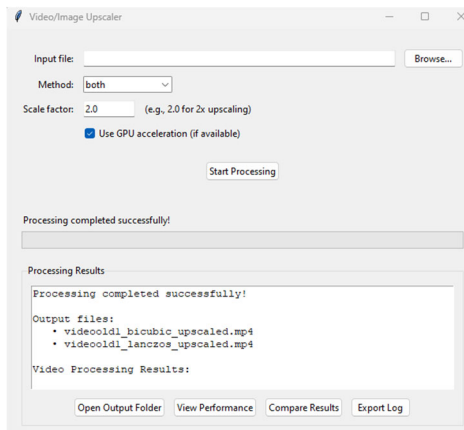 Video/Image Upscaler
Input file: Browse...
Method: both
Scale factor: 2.0 (e.g., 2.0 for 2x upscaling)
Use GPU acceleration (if available)
Start Processing
Processing completed successfully!
Processing Results
Processing completed successfully!
Output files:
• videoold1_bicubic_upscaled.mp4
• videoold1_lanczos_upscaled.mp4
Video Processing Results:
Open Output Folder View Performance Compare Results Export Log